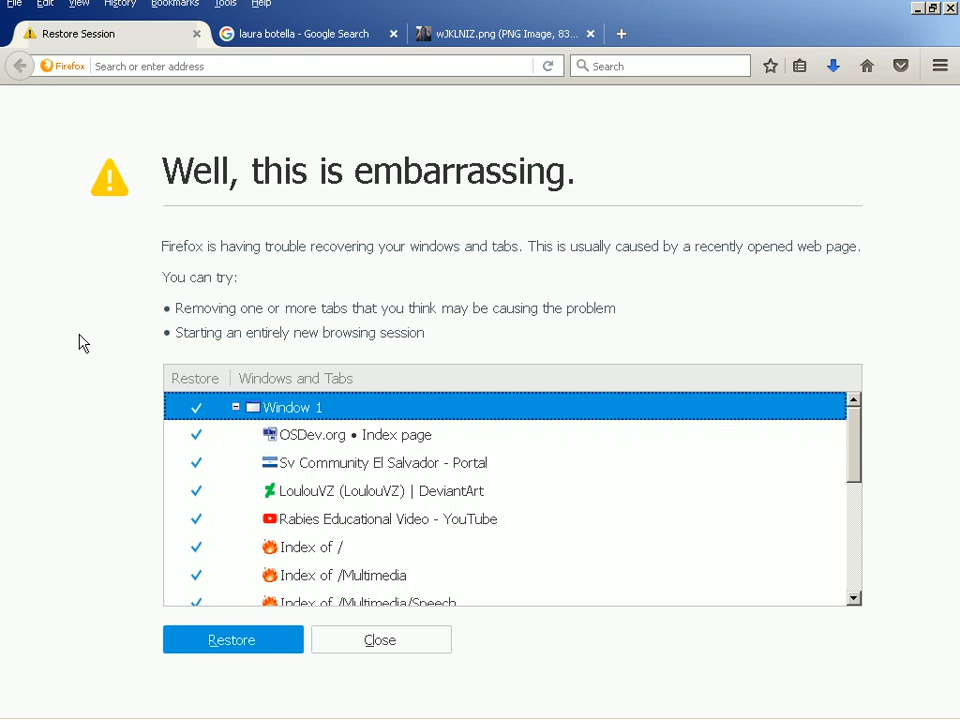 File Edit View History Bookmarks Tools Help
Restore Session
laura botella - Google Search
wJKLNIZ.png (PNG Image, 83...
Firefox Search or enter address
Search
Well, this is embarrassing.
Firefox is having trouble recovering your windows and tabs. This is usually caused by a recently opened web page.
You can try:
• Removing one or more tabs that you think may be causing the problem
• Starting an entirely new browsing session
Restore Windows and Tabs
Window 1
OSDev.org • Index page
Sv Community El Salvador - Portal
LoulouVZ (LoulouVZ) | DeviantArt
Rabies Educational Video - YouTube
Index of /
Index of /Multimedia
Index of /Multimedia/Speech
Restore Close